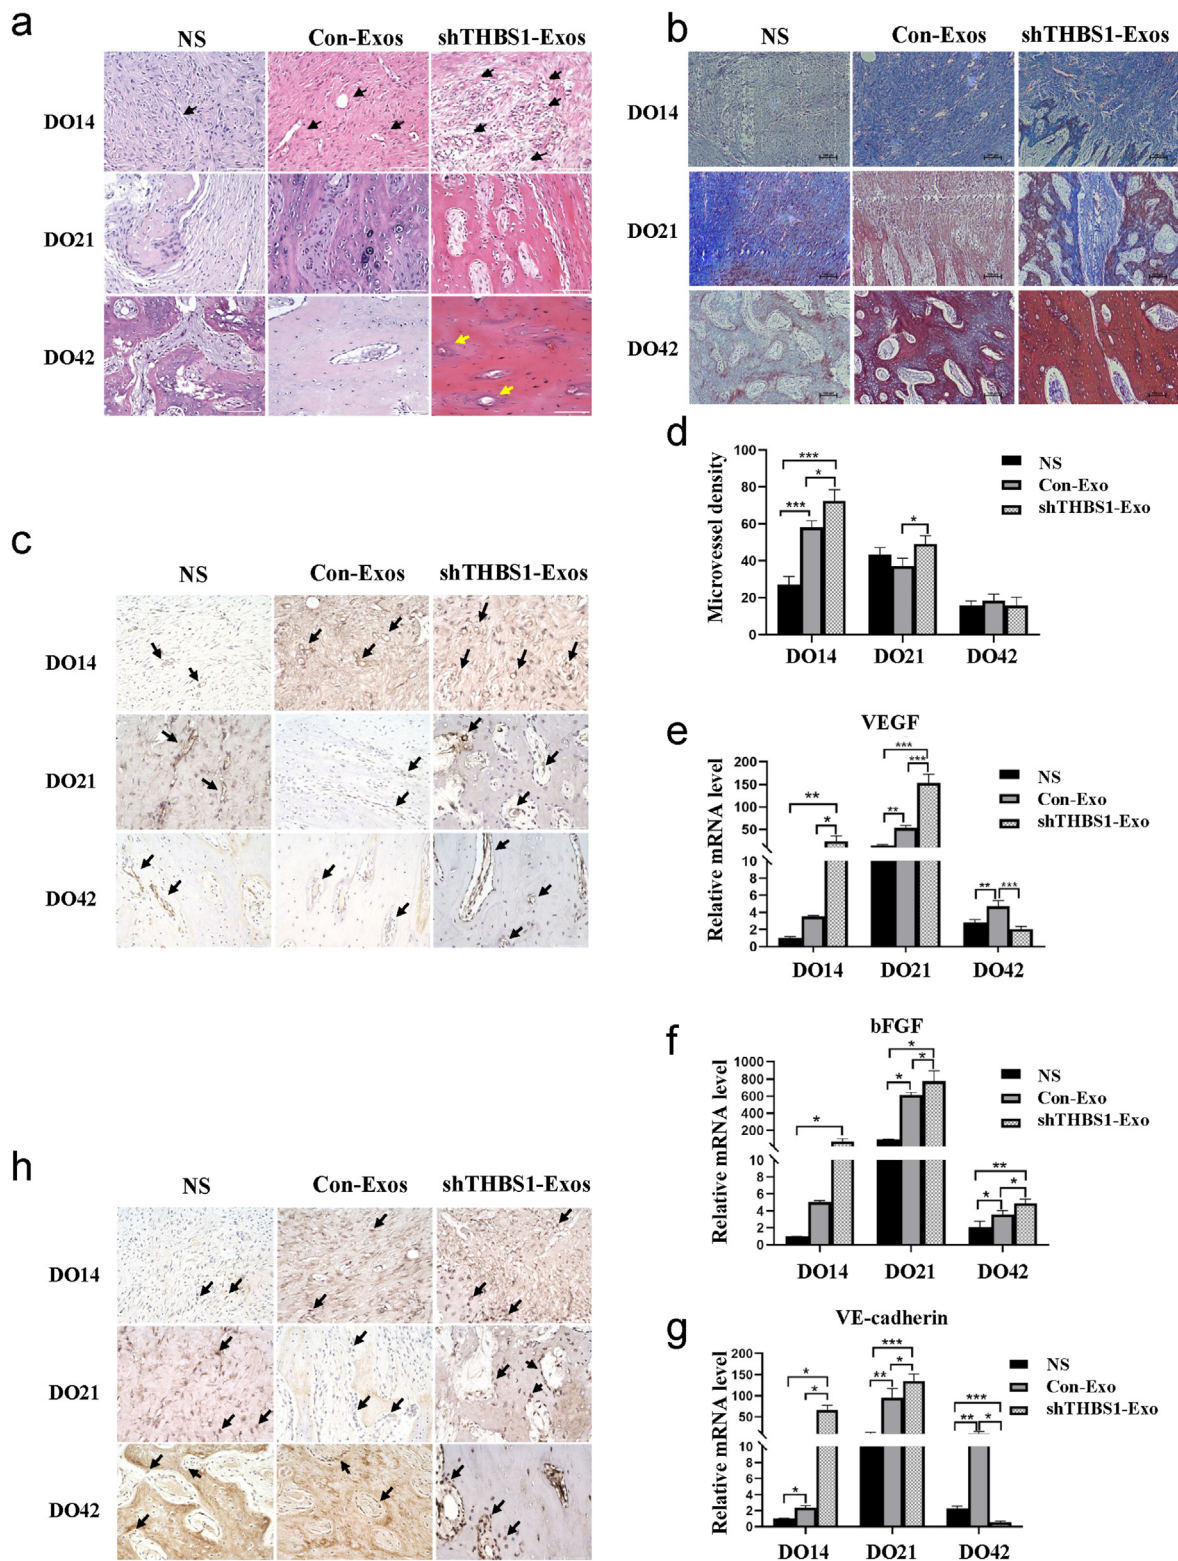 a
NS Con-Exos shTHBS1-Exos
DO14
DO21
DO42
b
NS Con-Exos shTHBS1-Exos
DO14
DO21
DO42
c
NS Con-Exos shTHBS1-Exos
DO14
DO21
DO42
d
Microvessel density
100
80
60
40
20
0
*** * ***
*
DO14 DO21 DO42
NS
Con-Exo
shTHBS1-Exo
e
VEGF
Relative mRNA level
200
150
100
50
10
8
6
4
2
0
** *
*** *** **
** ***
DO14 DO21 DO42
NS
Con-Exo
shTHBS1-Exo
f
bFGF
Relative mRNA level
1000
800
600
400
200
10
8
6
4
2
0
*
* * *
** * *
DO14 DO21 DO42
NS
Con-Exo
shTHBS1-Exo
g
VE-cadherin
Relative mRNA level
200
150
100
50
10
8
6
4
2
0
* * *
*** * **
*** ** *
DO14 DO21 DO42
NS
Con-Exo
shTHBS1-Exo
h
NS Con-Exos shTHBS1-Exos
DO14
DO21
DO42